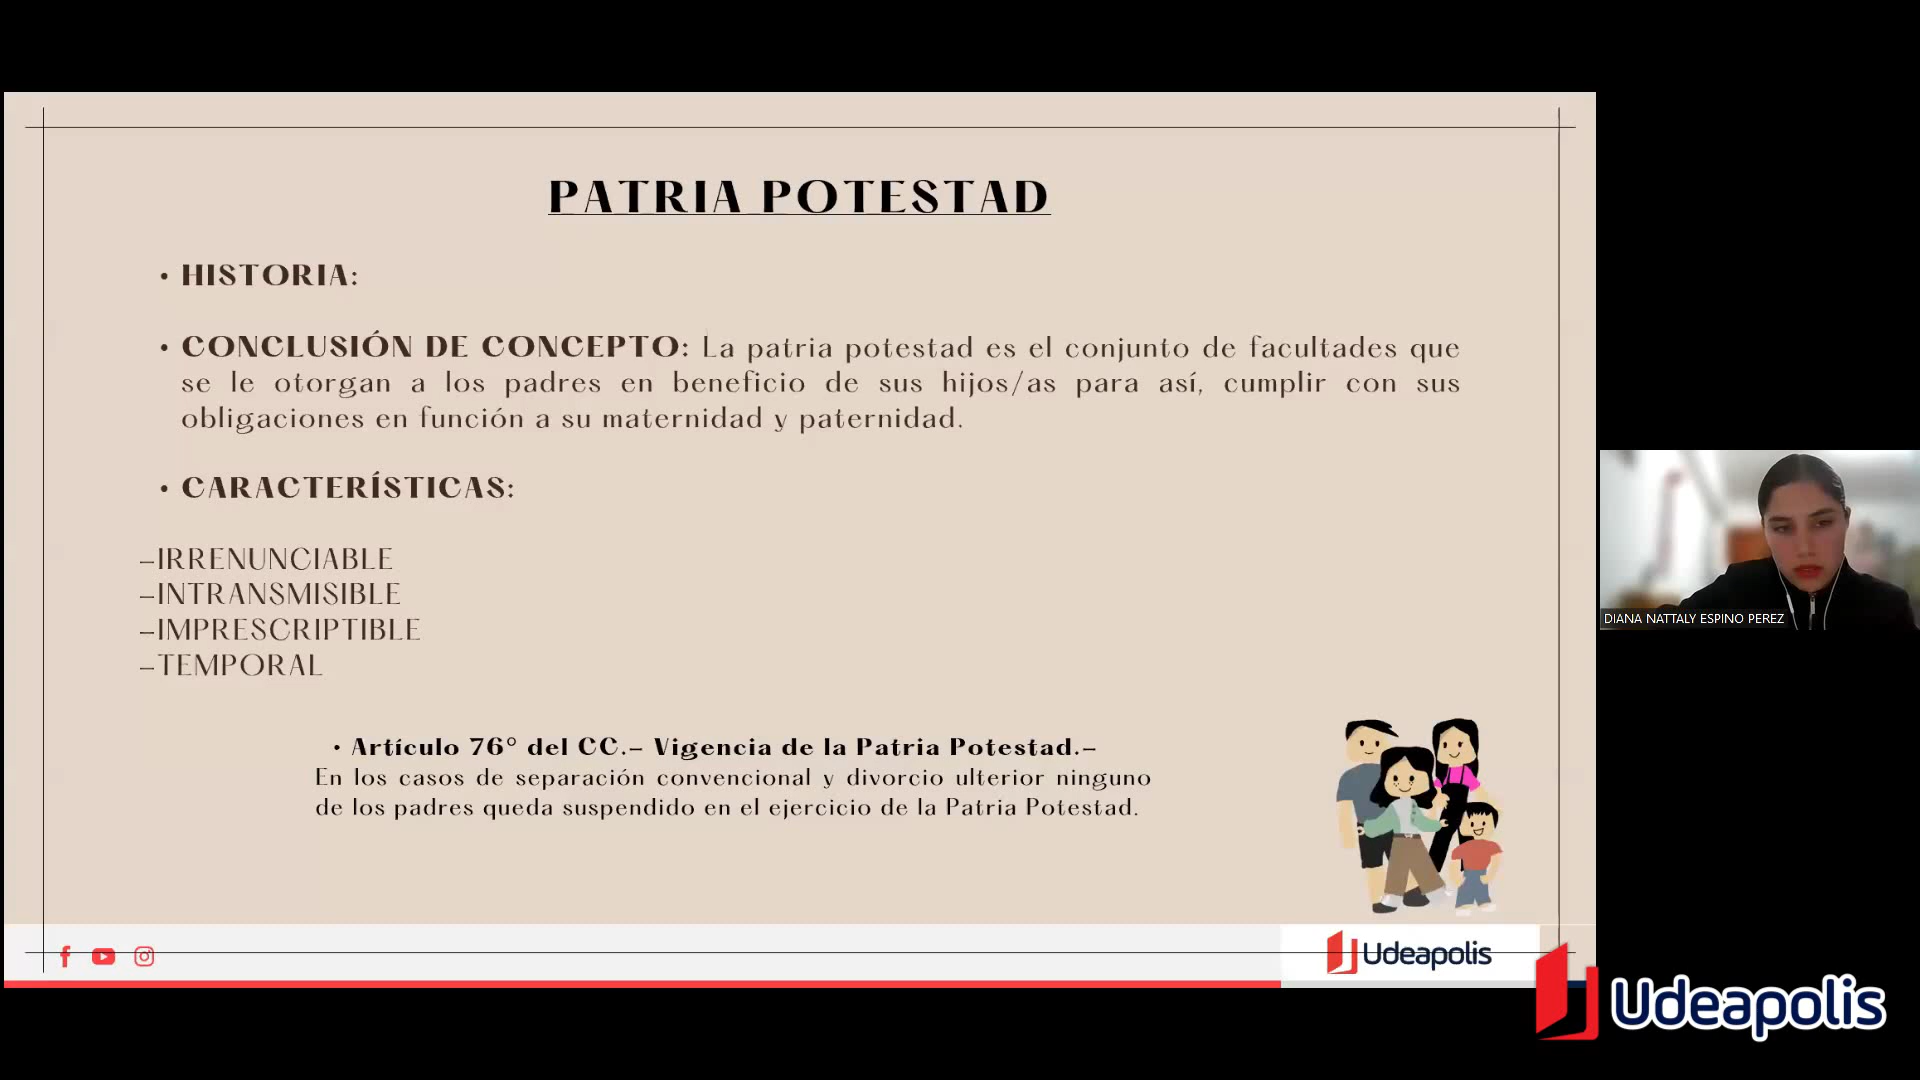 PATRIA POTESTAD
• HISTORIA:
• CONCLUSIÓN DE CONCEPTO: La patria potestad es el conjunto de facultades que
se le otorgan a los padres en beneficio de sus hijos/as para así, cumplir con sus
obligaciones en función a su maternidad y paternidad.
• CARACTERÍSTICAS:
-IRRENUNCIABLE
-INTRANSMISIBLE
-IMPRESCRIPTIBLE
-TEMPORAL
• Artículo 76° del CC.- Vigencia de la Patria Potestad.-
En los casos de separación convencional y divorcio ulterior ninguno
de los padres queda suspendido en el ejercicio de la Patria Potestad.
DIANA NATTALY ESPINO PEREZ
Udeapolis
Udeapolis